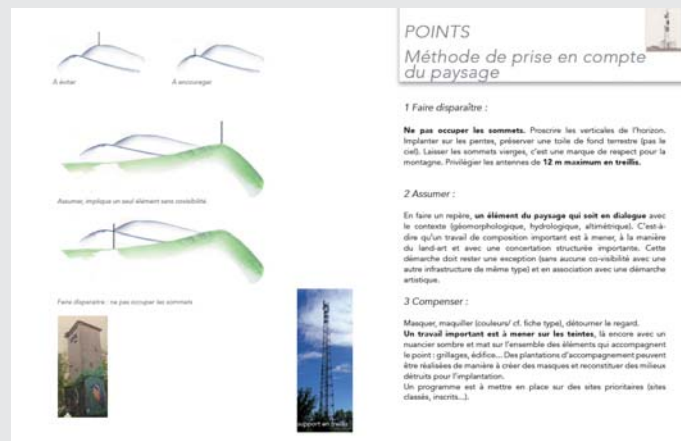 À éviter
À encourager
Assumer, implique un seul élément sans covisibilité
Faire disparaitre : ne pas occuper les sommets
support en treillis
POINTS
Méthode de prise en compte
du paysage
1 Faire disparaître :
Ne pas occuper les sommets. Proscrire les verticales de l'horizon.
Implanter sur les pentes, préserver une toile de fond terrestre (pas le
ciel). Laisser les sommets vierges, c'est une marque de respect pour la
montagne. Privilégier les antennes de 12 m maximum en treillis.
2 Assumer :
En faire un repère, un élément du paysage qui soit en dialogue avec
le contexte (géomorphologique, hydrologique, altimétrique). C'est-à-
dire qu'un travail de composition important est à mener, à la manière
du land-art et avec une concertation structurée importante. Cette
démarche doit rester une exception (sans aucune co-visibilité avec une
autre infrastructure de même type) et en association avec une démarche
artistique.
3 Compenser :
Masquer, maquiller (couleurs/ cf. fiche type), détourner le regard.
Un travail important est à mener sur les teintes, là encore avec un
nuancier sombre et mat sur l'ensemble des éléments qui accompagnent
le point : grillages, édifice... Des plantations d'accompagnement peuvent
être réalisées de manière à créer des masques et reconstituer des milieux
détruits pour l'implantation.
Un programme est à mettre en place sur des sites prioritaires (sites
classés, inscrits...).